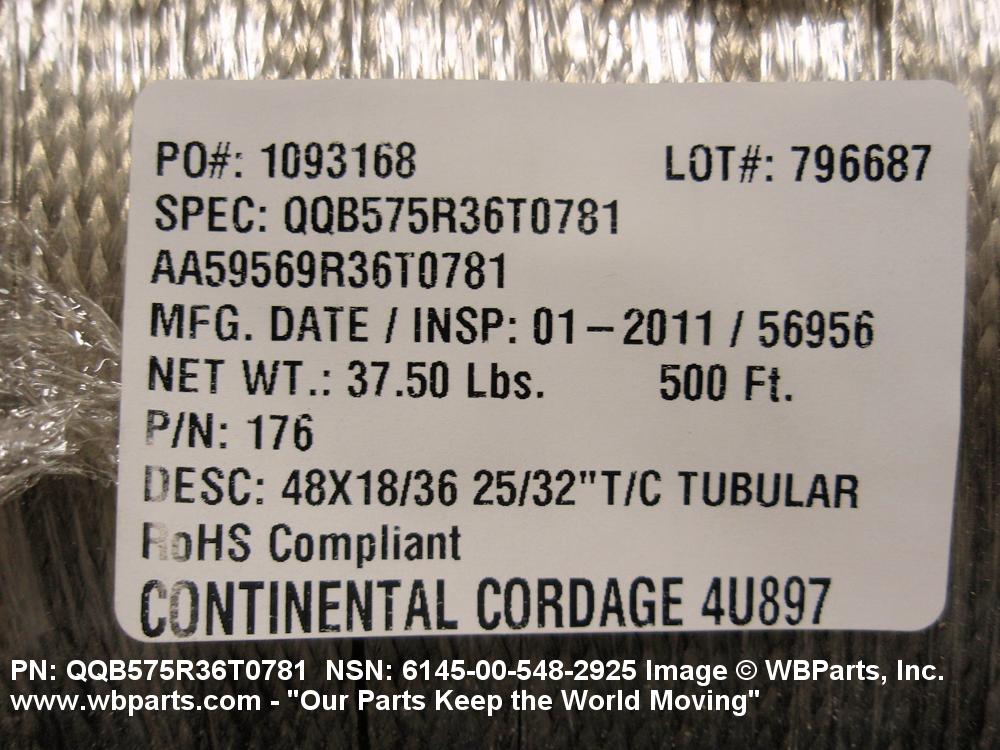 PO#: 1093168 LOT#: 796687
SPEC: QQB575R36T0781
AA59569R36T0781
MFG. DATE / INSP: 01-2011 / 56956
NET WT.: 37.50 Lbs. 500 Ft.
P/N: 176
DESC: 48X18/36 25/32"T/C TUBULAR
RoHS Compliant
CONTINENTAL CORDAGE 4U897
PN: QQB575R36T0781 NSN: 6145-00-548-2925 Image © WBParts, Inc.
www.wbparts.com - "Our Parts Keep the World Moving"